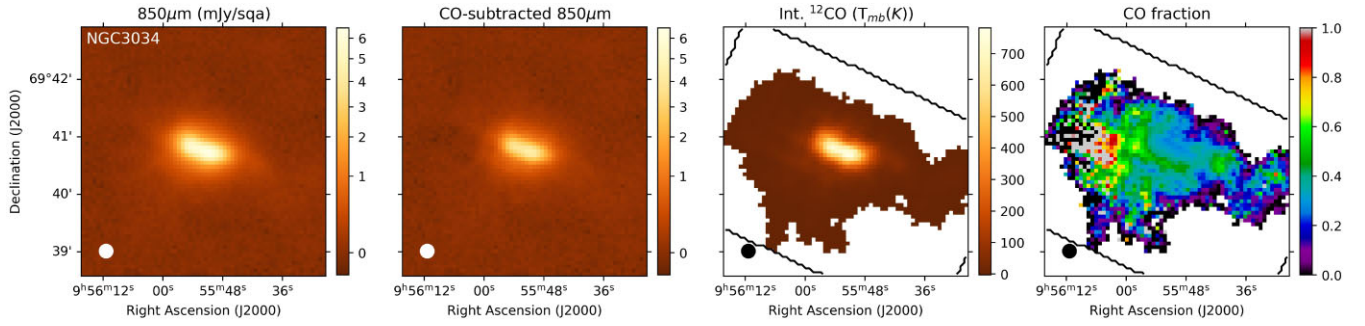 850μm (mJy/sqa)
CO-subtracted 850μm
Int. ¹²CO (T_mb(K))
CO fraction
NGC3034
Declination (J2000)
69°42'
41'
40'
39'
6
5
4
3
2
1
0
6
5
4
3
2
1
0
700
600
500
400
300
200
100
0
1.0
0.8
0.6
0.4
0.2
0.0
9ʰ56ᵐ12ˢ 00ˢ 55ᵐ48ˢ 36ˢ
9ʰ56ᵐ12ˢ 00ˢ 55ᵐ48ˢ 36ˢ
9ʰ56ᵐ12ˢ 00ˢ 55ᵐ48ˢ 36ˢ
9ʰ56ᵐ12ˢ 00ˢ 55ᵐ48ˢ 36ˢ
Right Ascension (J2000)
Right Ascension (J2000)
Right Ascension (J2000)
Right Ascension (J2000)